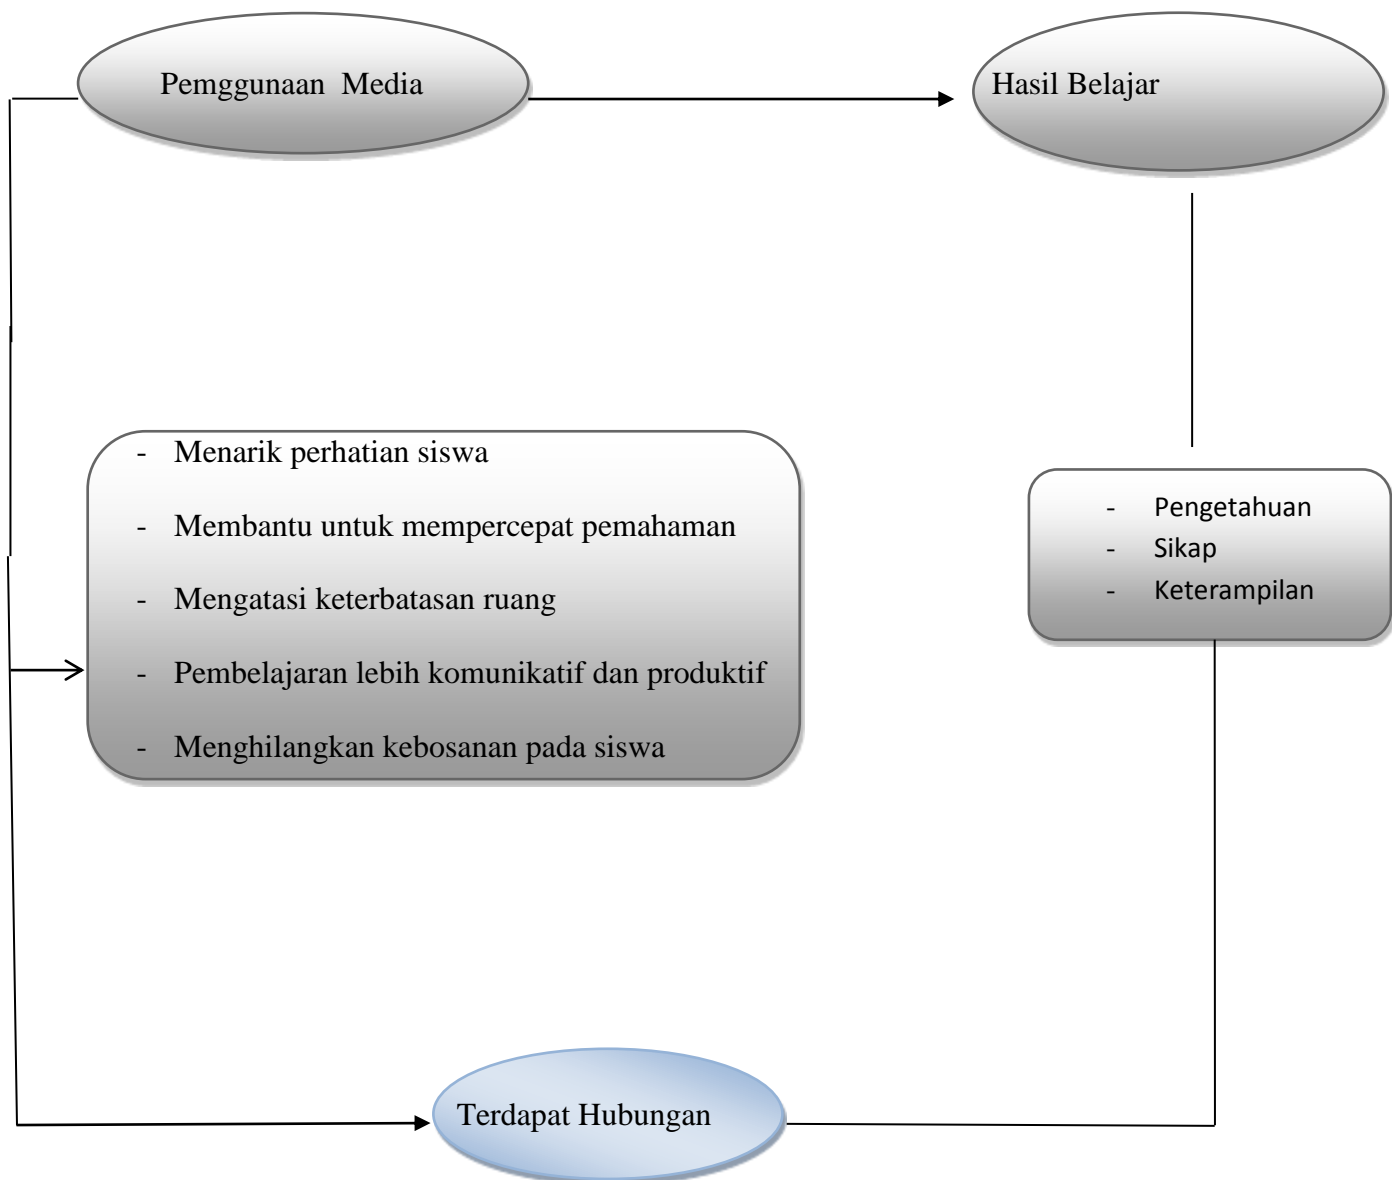 Pemggunaan Media
Hasil Belajar
- Menarik perhatian siswa
- Membantu untuk mempercepat pemahaman
- Mengatasi keterbatasan ruang
- Pembelajaran lebih komunikatif dan produktif
- Menghilangkan kebosanan pada siswa
- Pengetahuan
- Sikap
- Keterampilan
Terdapat Hubungan